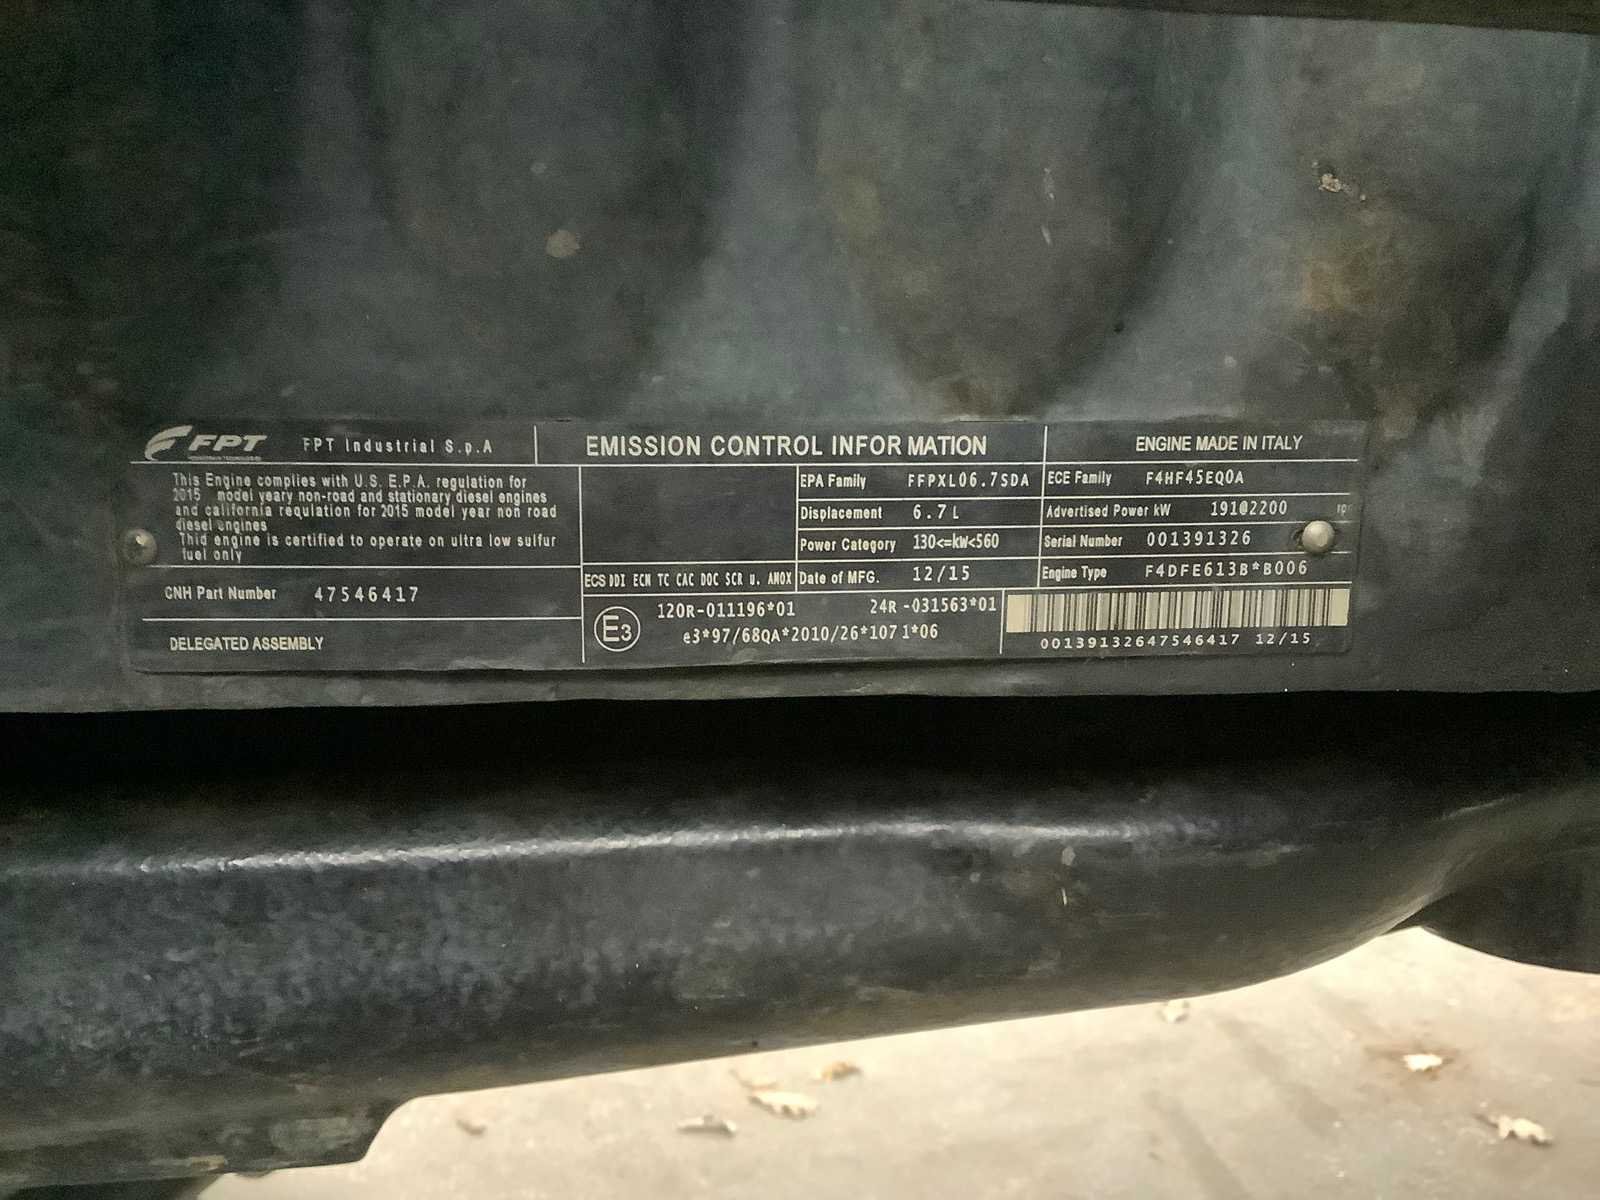 FPT FPT Industrial S.p.A EMISSION CONTROL INFORMATION ENGINE MADE IN ITALY
This Engine complies with U.S. E.P.A. regulation for
2015 model yeary non-road and stationary diesel engines
and california regulation for 2015 model year non road
diesel engines
Thid engine is certified to operate on ultra low sulfur
fuel only
CNH Part Number 47546417
DELEGATED ASSEMBLY
ECS DDI ECM TC CAC DOC SCR u. AMOX
EPA Family FFPXL06.7SDA
Displacement 6.7 L
Power Category 130<=kW<560
Date of MFG. 12/15
ECE Family F4HF45EQ0A
Advertised Power kW 191@2200
Serial Number 001391326
Engine Type F4DFE613B*B006
E3 120R-011196*01 24R-031563*01
e3*97/68QA*2010/26*1071*06
00139132647546417 12/15